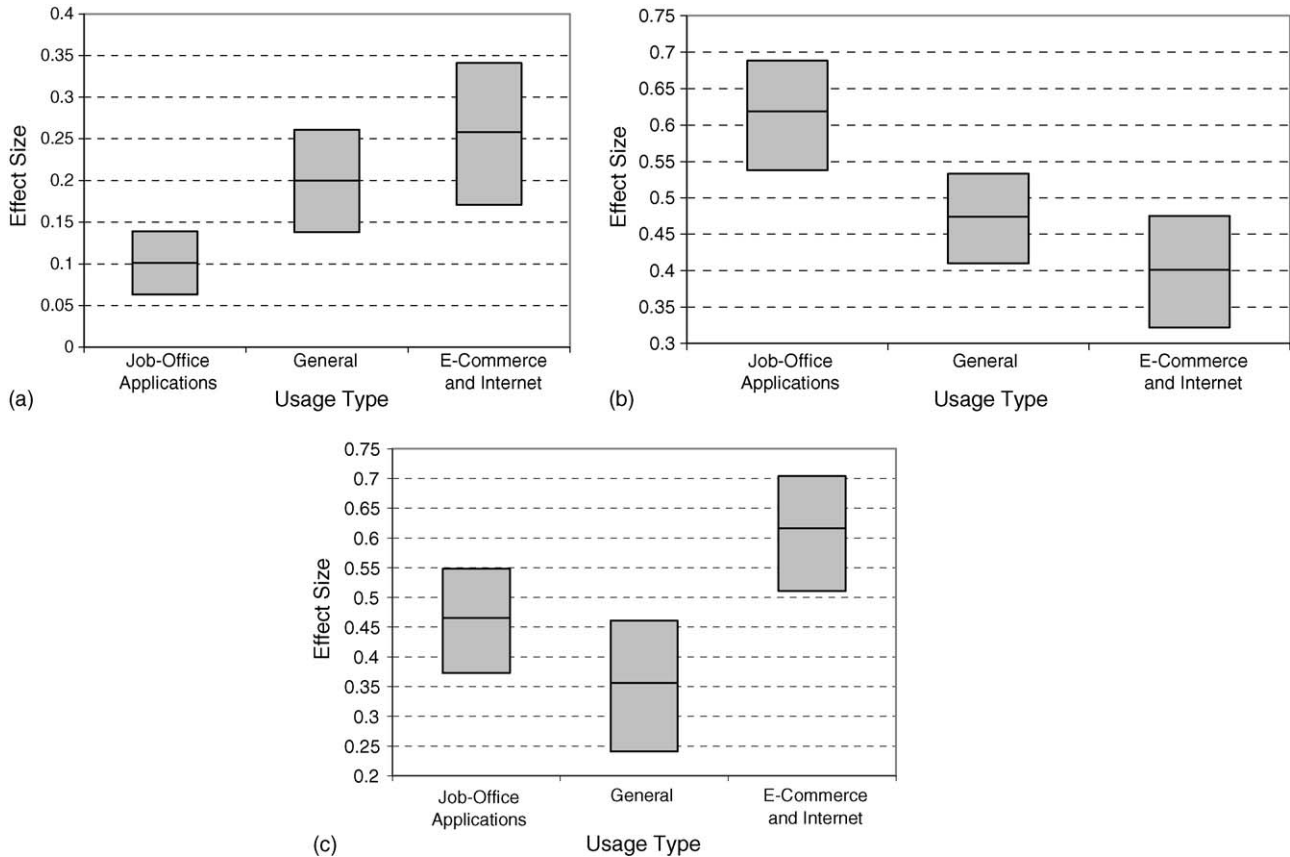 0.4
0.35
0.3
0.25
0.2
0.15
0.1
0.05
0
Effect Size
Job-Office
Applications
General
E-Commerce
and Internet
Usage Type
(a)
0.75
0.7
0.65
0.6
0.55
0.5
0.45
0.4
0.35
0.3
Effect Size
Job-Office
Applications
General
E-Commerce
and Internet
Usage Type
(b)
0.75
0.7
0.65
0.6
0.55
0.5
0.45
0.4
0.35
0.3
0.25
0.2
Effect Size
Job-Office
Applications
General
E-Commerce
and Internet
Usage Type
(c)